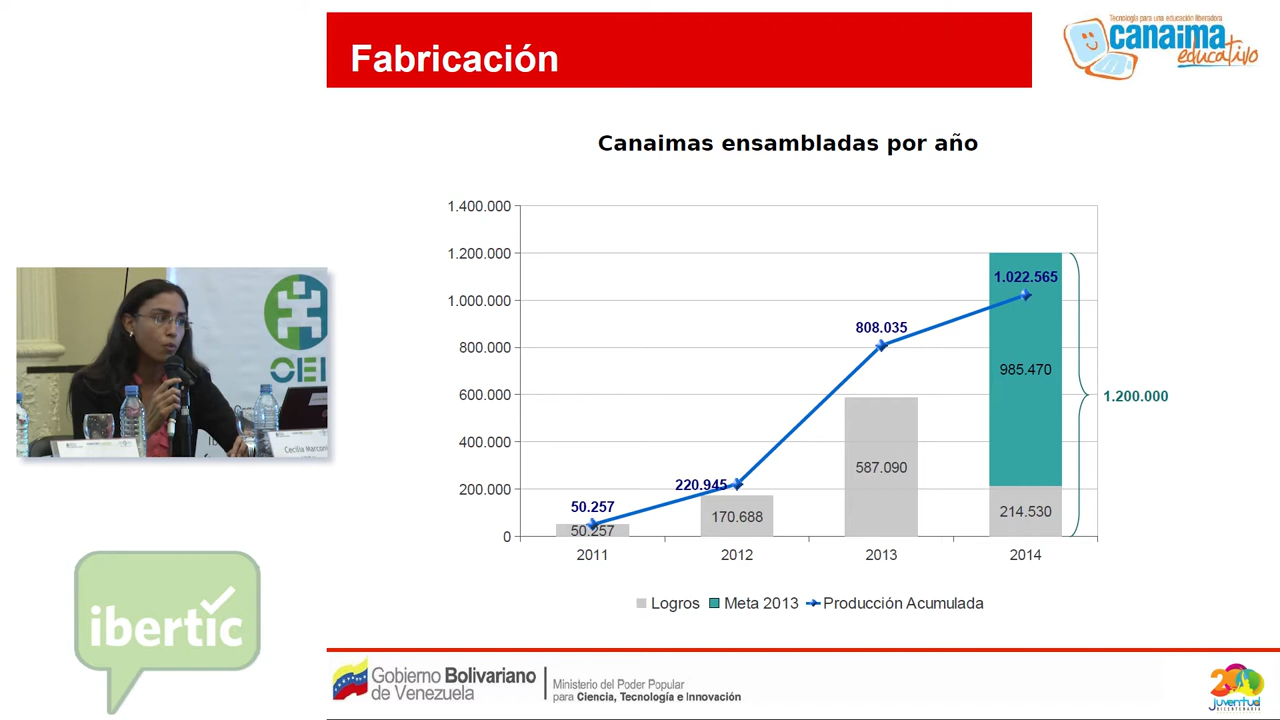 Fabricación
Tecnología para una educación liberadora
canaima
educativo
Canaimas ensambladas por año
1.400.000
1.200.000
1.000.000
800.000
600.000
400.000
200.000
0
50.257
50.257
220.945
170.688
808.035
587.090
1.022.565
985.470
214.530
1.200.000
2011 2012 2013 2014
Logros Meta 2013 Producción Acumulada
OEI
Cecilia Marconi
ibertic
Gobierno Bolivariano
de Venezuela
Ministerio del Poder Popular
para Ciencia, Tecnología e Innovación
200
juventud
BICENTENARIA